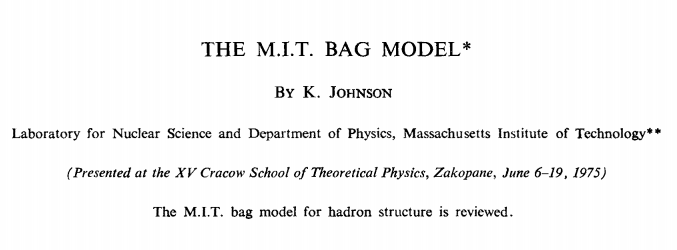 THE M.I.T. BAG MODEL*
BY K. JOHNSON
Laboratory for Nuclear Science and Department of Physics, Massachusetts Institute of Technology**
(Presented at the XV Cracow School of Theoretical Physics, Zakopane, June 6–19, 1975)
The M.I.T. bag model for hadron structure is reviewed.